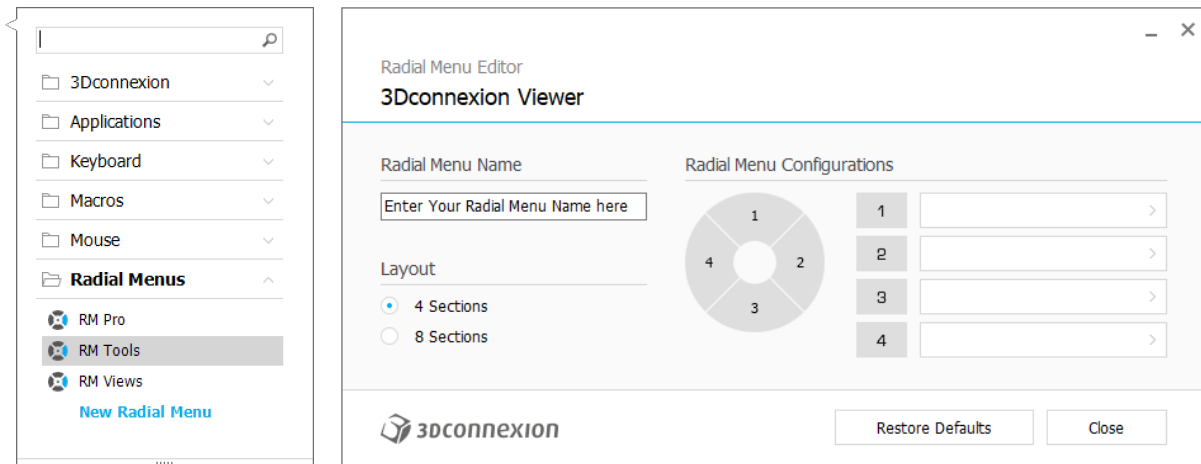 3Dconnexion
Applications
Keyboard
Macros
Mouse
Radial Menus
RM Pro
RM Tools
RM Views
New Radial Menu
Radial Menu Editor
3Dconnexion Viewer
Radial Menu Name
Enter Your Radial Menu Name here
Layout
4 Sections
8 Sections
Radial Menu Configurations
1
4 2
3
1
2
3
4
3Dconnexion
Restore Defaults Close